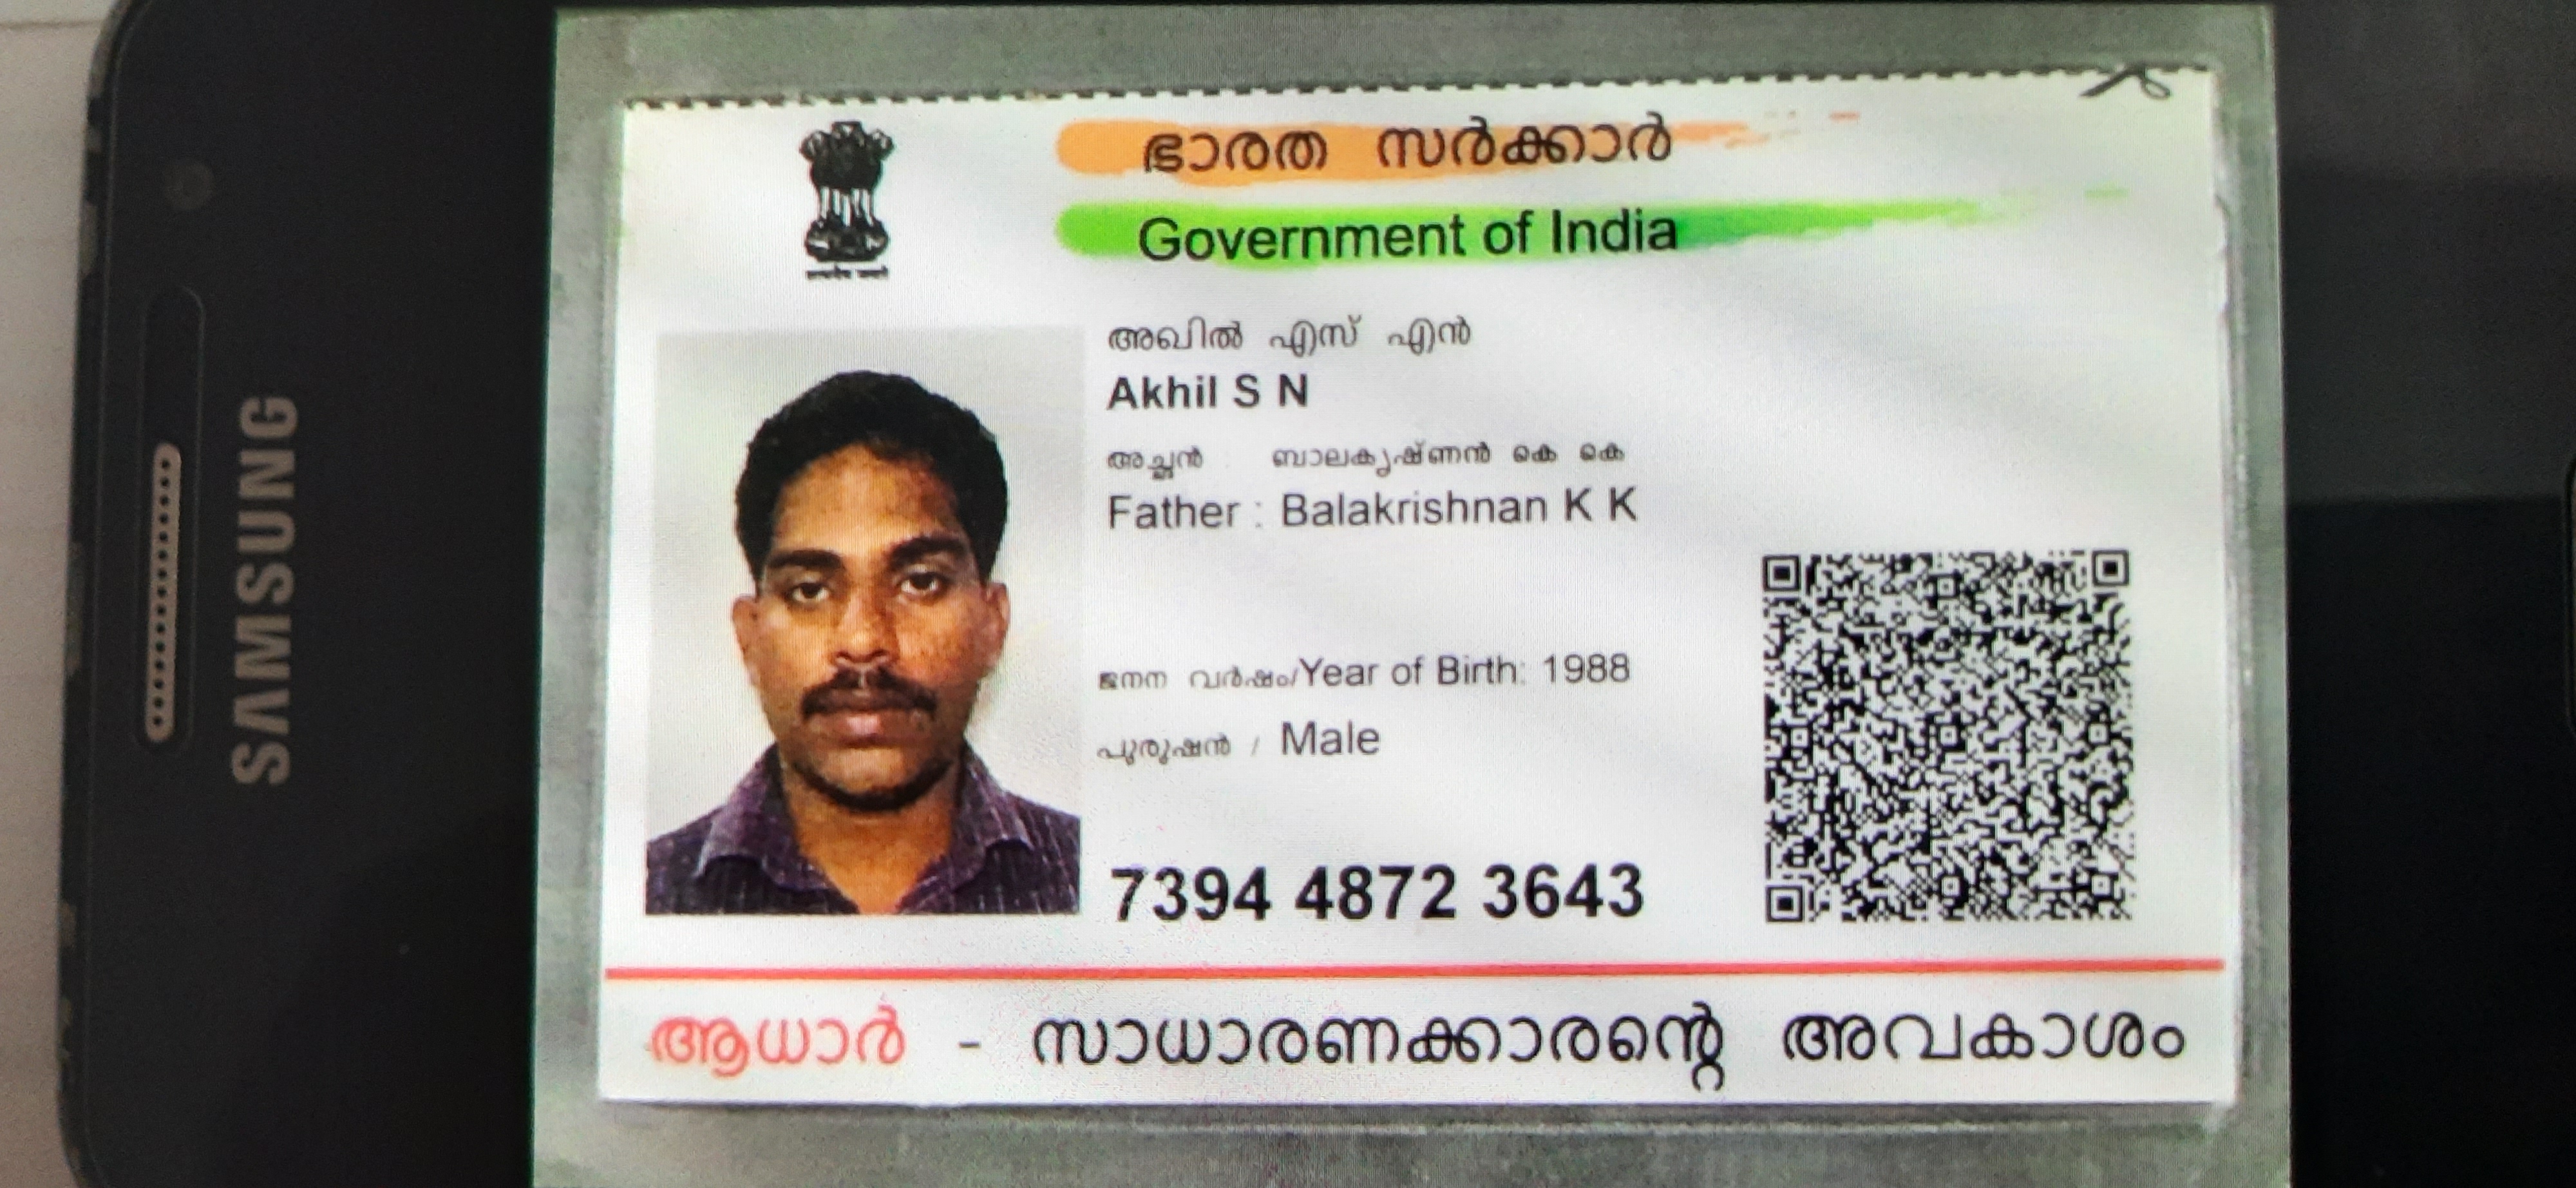 SAMSUNG
ഭാരത സർക്കാർ
Government of India
അഖിൽ എസ് എൻ
Akhil S N
അച്ഛൻ : ബാലകൃഷ്ണൻ കെ കെ
Father : Balakrishnan K K
ജനന വർഷം/Year of Birth: 1988
പുരുഷൻ / Male
7394 4872 3643
ആധാർ - സാധാരണക്കാരന്റെ അവകാശം